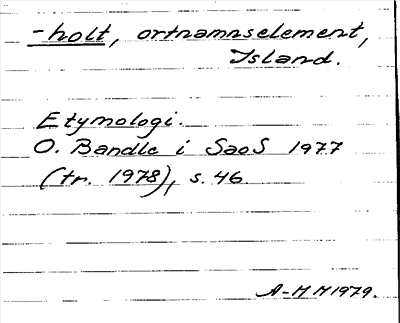 -holt, ortnamnselement,
Island.
Etymologi.
O. Bandle i SaoS 1977
(tr. 1978), s. 46.
A-M M 1979.